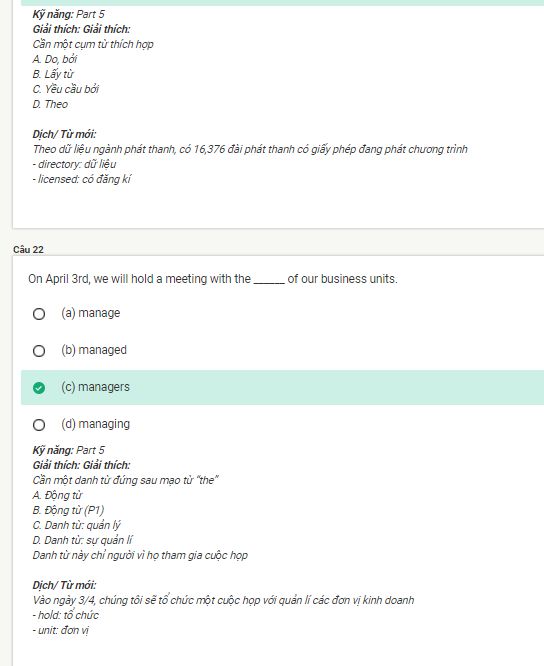 Kỹ năng: Part 5
Giải thích: Giải thích:
Cần một cụm từ thích hợp
A. Do, bởi
B. Lấy từ
C. Yêu cầu bởi
D. Theo
Dịch/ Từ mới:
Theo dữ liệu ngành phát thanh, có 16,376 đài phát thanh có giấy phép đang phát chương trình
- directory: dữ liệu
- licensed: có đăng kí
Câu 22
On April 3rd, we will hold a meeting with the ______ of our business units.
(a) manage
(b) managed
(c) managers
(d) managing
Kỹ năng: Part 5
Giải thích: Giải thích:
Cần một danh từ đứng sau mạo từ "the"
A. Động từ
B. Động từ (P1)
C. Danh từ: quản lý
D. Danh từ: sự quản lí
Danh từ này chỉ người vì họ tham gia cuộc họp
Dịch/ Từ mới:
Vào ngày 3/4, chúng tôi sẽ tổ chức một cuộc họp với quản lí các đơn vị kinh doanh
- hold: tổ chức
- unit: đơn vị